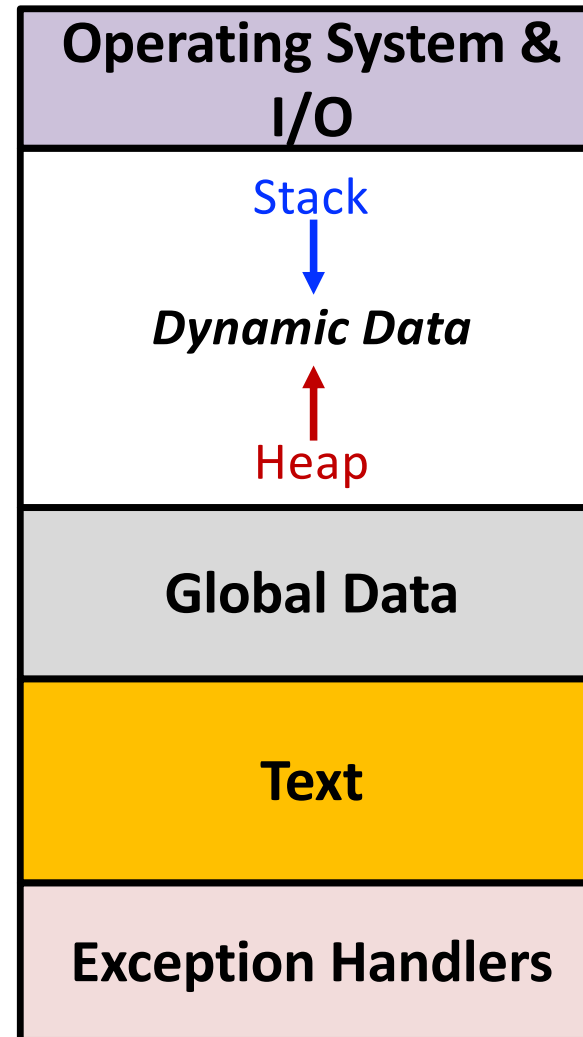 Operating System &
I/O
Stack
Dynamic Data
Heap
Global Data
Text
Exception Handlers